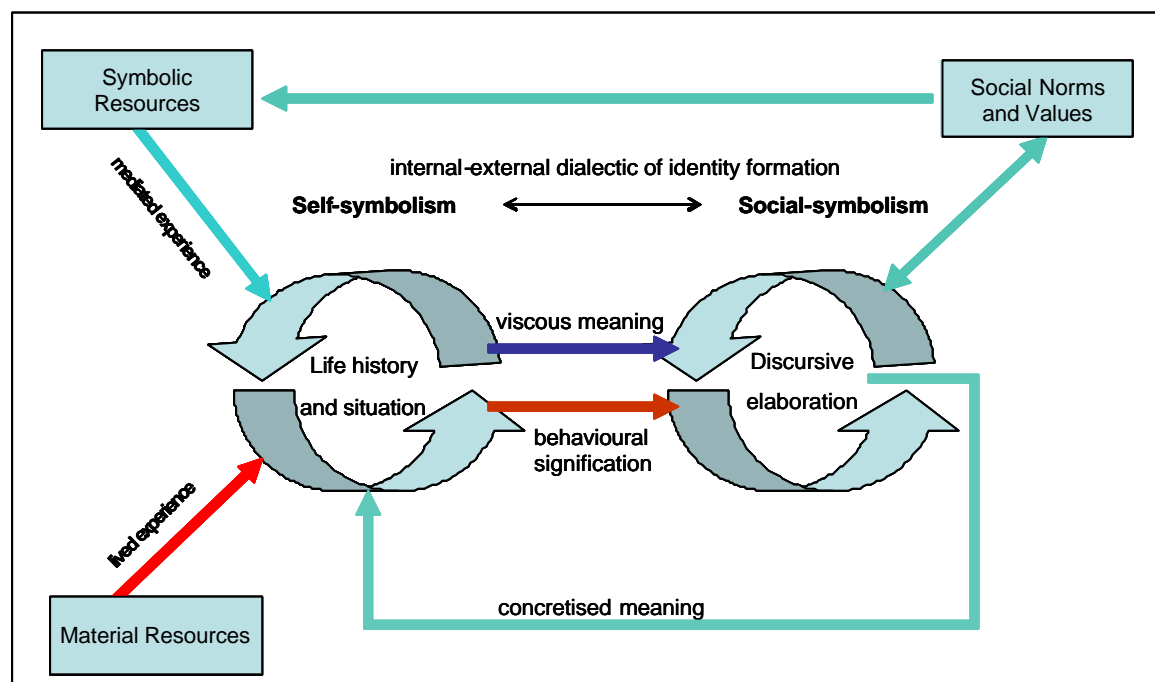 Symbolic
Resources
Social Norms
and Values
mediated experience
internal-external dialectic of identity formation
Self-symbolism
Social-symbolism
viscous meaning
Life history
and situation
Discursive
elaboration
behavioural
signification
lived experience
concretised meaning
Material Resources